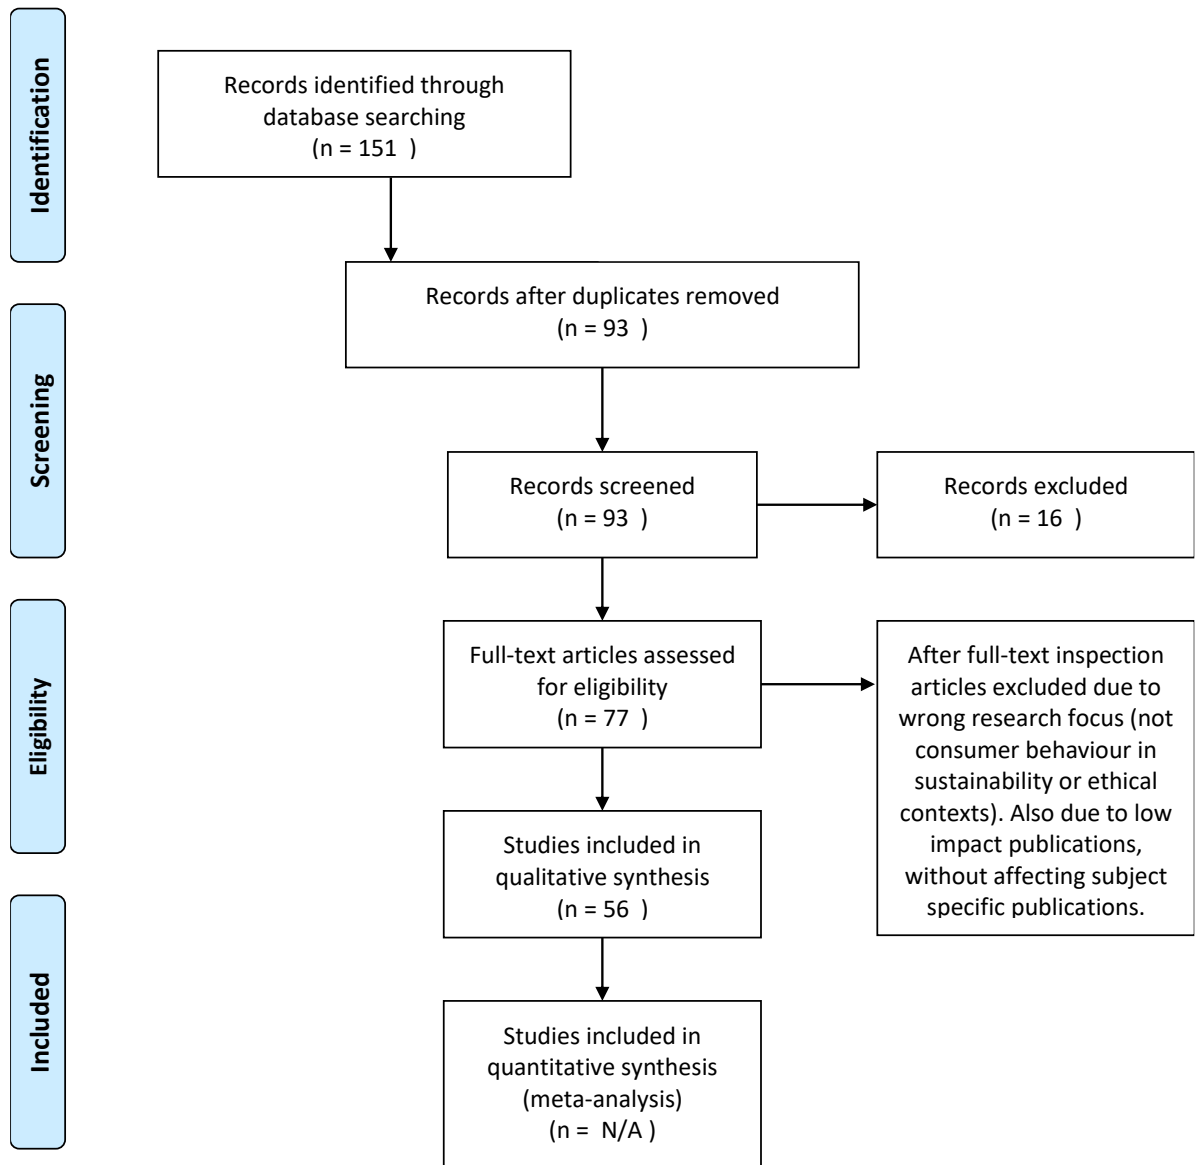 Identification
Records identified through
database searching
(n = 151  )
Records after duplicates removed
(n = 93  )
Screening
Records screened
(n = 93  )
Records excluded
(n = 16  )
Eligibility
Full-text articles assessed
for eligibility
(n = 77  )
After full-text inspection
articles excluded due to
wrong research focus (not
consumer behaviour in
sustainability or ethical
contexts). Also due to low
impact publications,
without affecting subject
specific publications.
Studies included in
qualitative synthesis
(n = 56  )
Included
Studies included in
quantitative synthesis
(meta-analysis)
(n =  N/A )